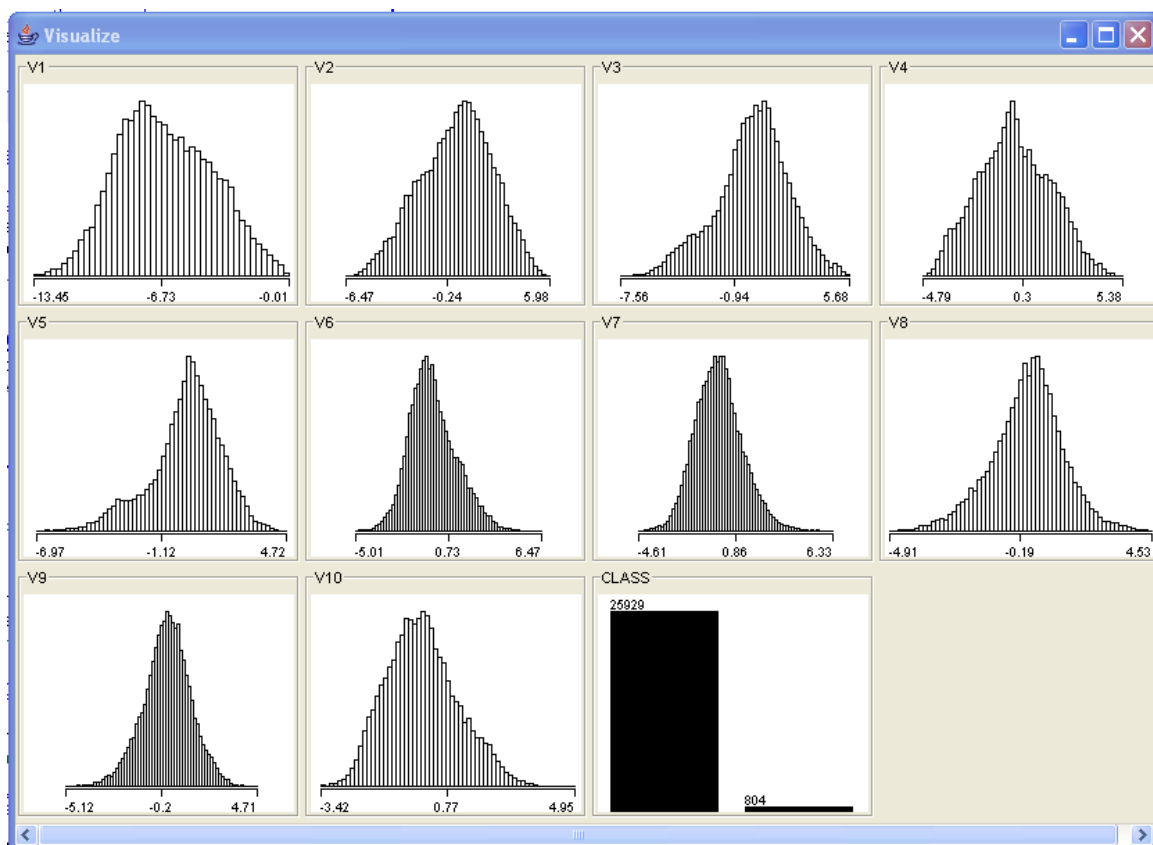 Visualize
V1
V2
V3
V4
-13.45 -6.73 -0.01
-6.47 -0.24 5.98
-7.56 -0.94 5.68
-4.79 0.3 5.38
V5
V6
V7
V8
-6.97 -1.12 4.72
-5.01 0.73 6.47
-4.61 0.86 6.33
-4.91 -0.19 4.53
V9
V10
CLASS
25929
804
-5.12 -0.2 4.71
-3.42 0.77 4.95